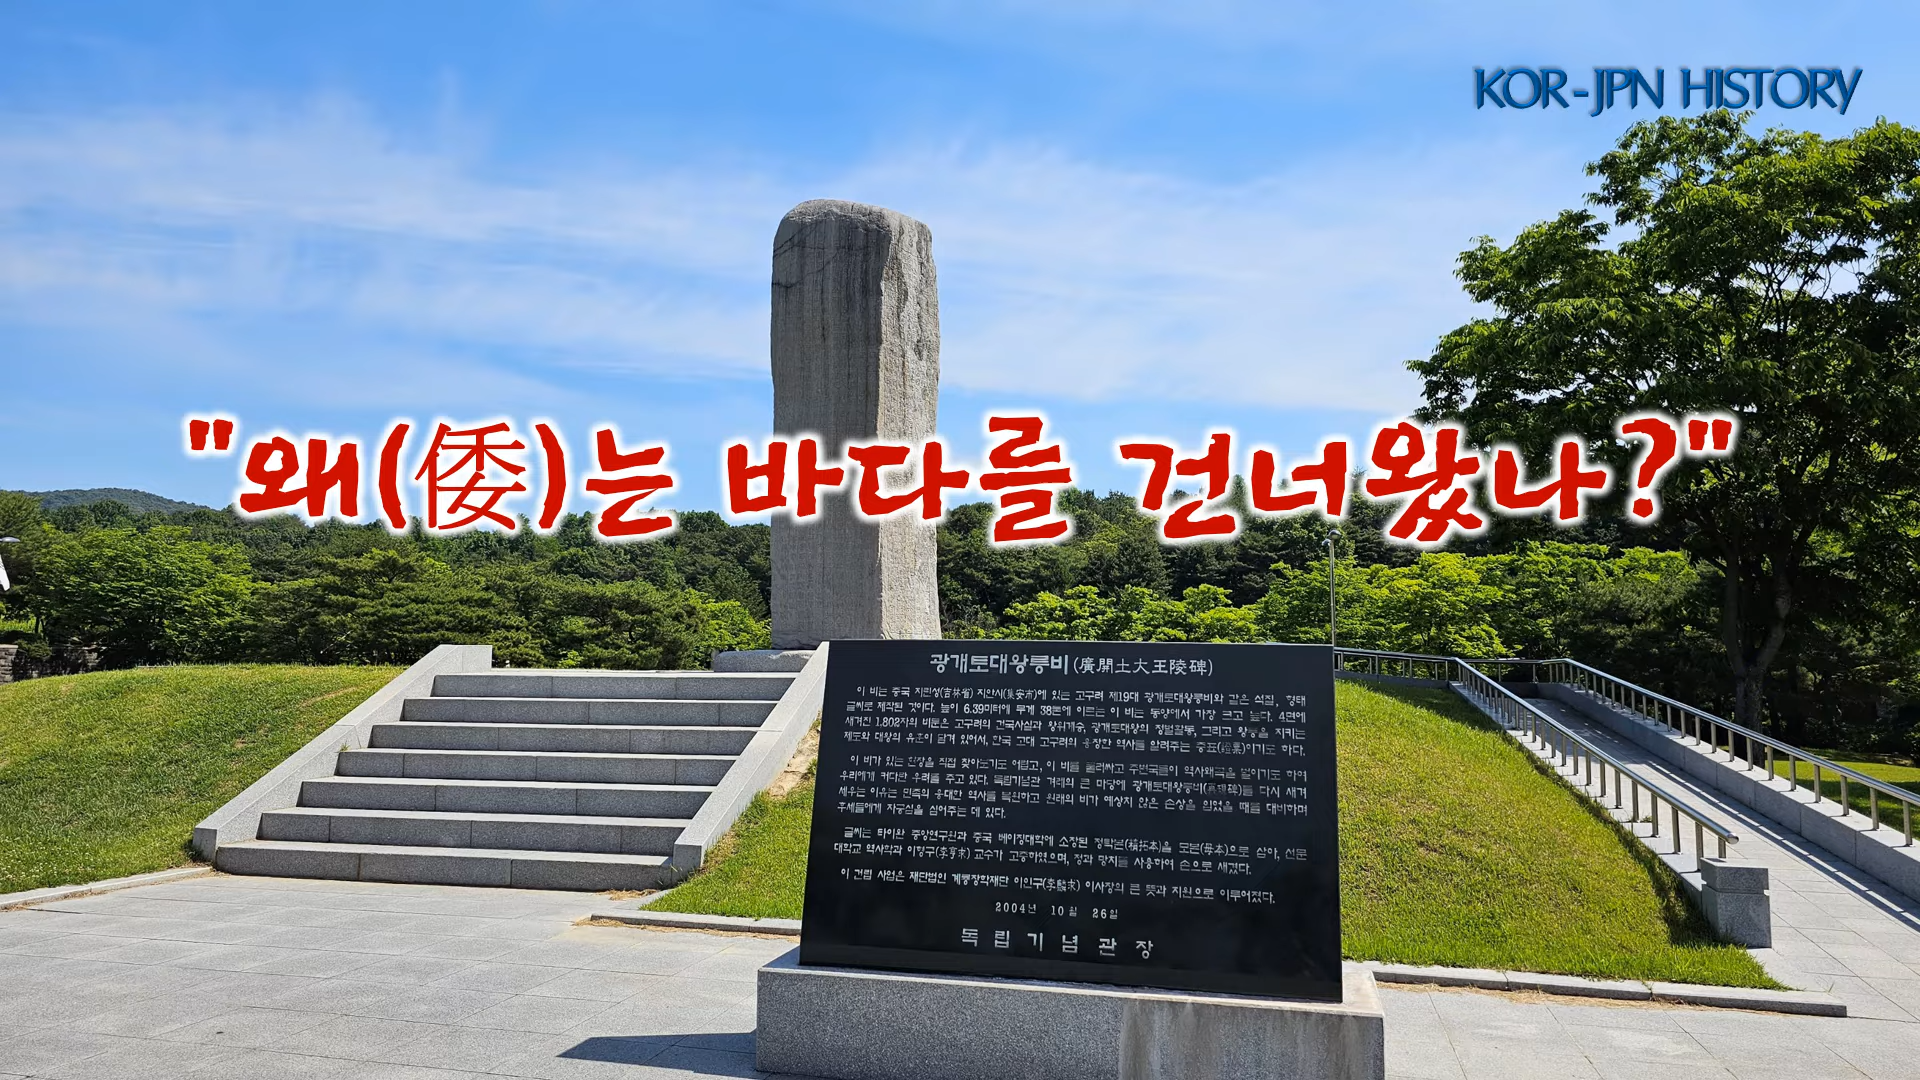 KOR-JPN HISTORY
"왜(倭)는 바다를 건너왔나?"
광개토대왕릉비(廣開土大王陵碑)
이 비는 중국 지린성(吉林省) 지안시(集安市)에 있는 고구려 제19대 광개토대왕릉비와 같은 석질, 형태
글씨로 제작된 것이다. 높이 6.39미터에 무게 38톤에 이르는 이 비는 동양에서 가장 크고 높다. 4면에
새겨진 1,802자의 비문은 고구려의 건국사실과 왕위계승, 광개토대왕의 정벌활동, 그리고 왕릉을 지키는
제도와 대왕의 유훈이 담겨 있어서, 한국 고대 고구려의 웅장한 역사를 알려주는 증표(證票)이기도 하다.
이 비가 있는 현장을 직접 찾아보기도 어렵고, 이 비를 둘러싸고 주변국들이 역사왜곡을 벌이기도 하여
우리에게 커다란 우려를 주고 있다. 독립기념관 겨레의 큰 마당에 광개토대왕릉비를 다시 새겨
세우는 이유는 민족의 웅대한 역사를 복원하고 원래의 비가 예상치 않은 손상을 입었을 때를 대비하며
후세들에게 자긍심을 심어주는 데 있다.
글씨는 타이완 중앙연구원과 중국 베이징대학에 소장된 정탁본(精拓本)을 모본(母本)으로 삼아, 선문
대학교 역사학과 이형구(李亨求) 교수가 고증하였으며, 정과 망치를 사용하여 손으로 새겼다.
이 건립 사업은 재단법인 계룡장학재단 이인구(李麟求) 이사장의 큰 뜻과 지원으로 이루어졌다.
2004년 10월 26일
독립기념관장